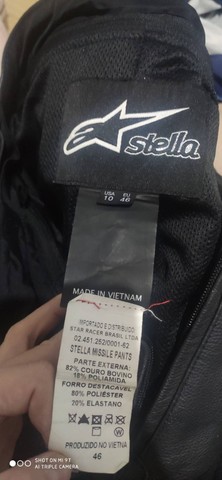 stella
USA EU
10 46
MADE IN VIETNAM
IMPORTADO E DISTRIBUIDO
STAR RACER BRASIL LTDA
02.451.252/0001-62
STELLA MISSILE PANTS
PARTE EXTERNA:
82% COURO BOVINO
18% POLIAMIDA
FORRO DESTACÁVEL
80% POLIÉSTER
20% ELASTANO
PRODUZIDO NO VIETNA
46
SHOT ON MI 9T
AI TRIPLE CAMERA